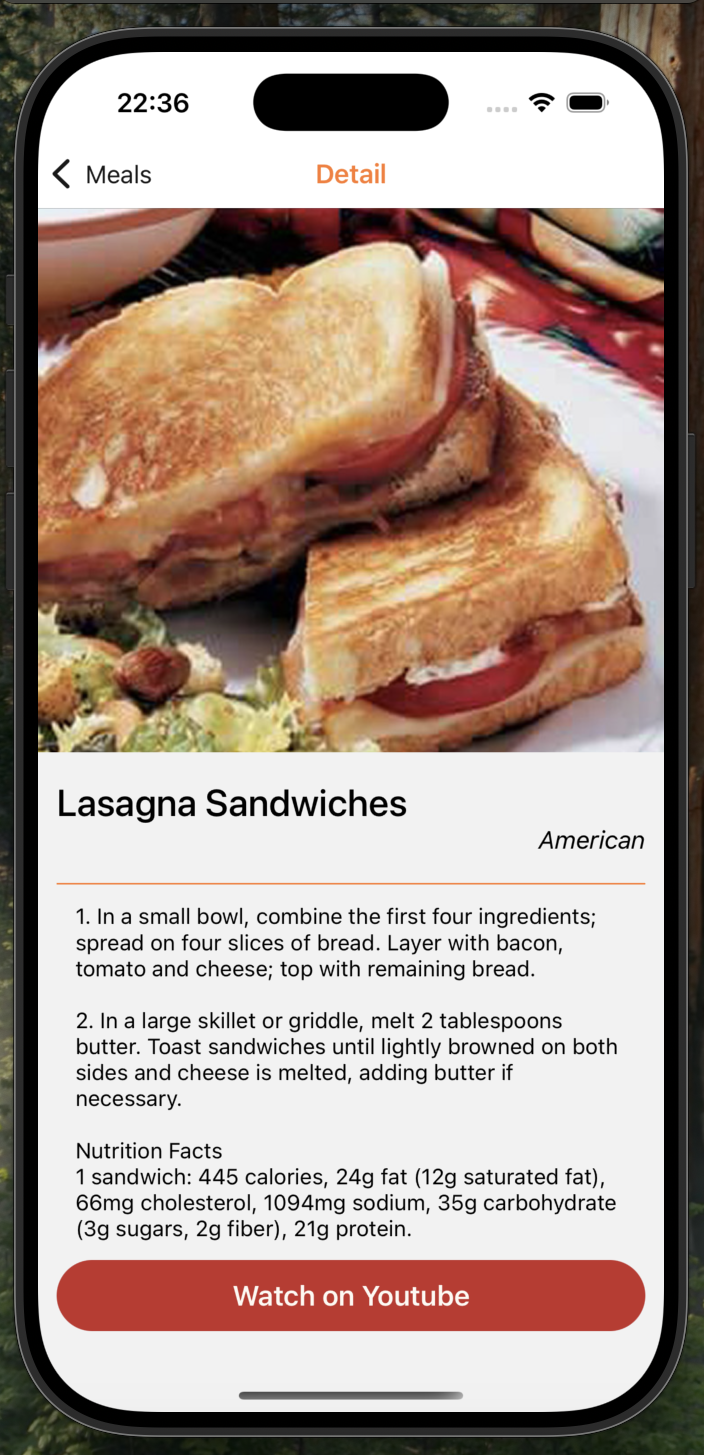 22:36
Meals
Detail
Lasagna Sandwiches
American
1. In a small bowl, combine the first four ingredients;
spread on four slices of bread. Layer with bacon,
tomato and cheese; top with remaining bread.
2. In a large skillet or griddle, melt 2 tablespoons
butter. Toast sandwiches until lightly browned on both
sides and cheese is melted, adding butter if
necessary.
Nutrition Facts
1 sandwich: 445 calories, 24g fat (12g saturated fat),
66mg cholesterol, 1094mg sodium, 35g carbohydrate
(3g sugars, 2g fiber), 21g protein.
Watch on Youtube